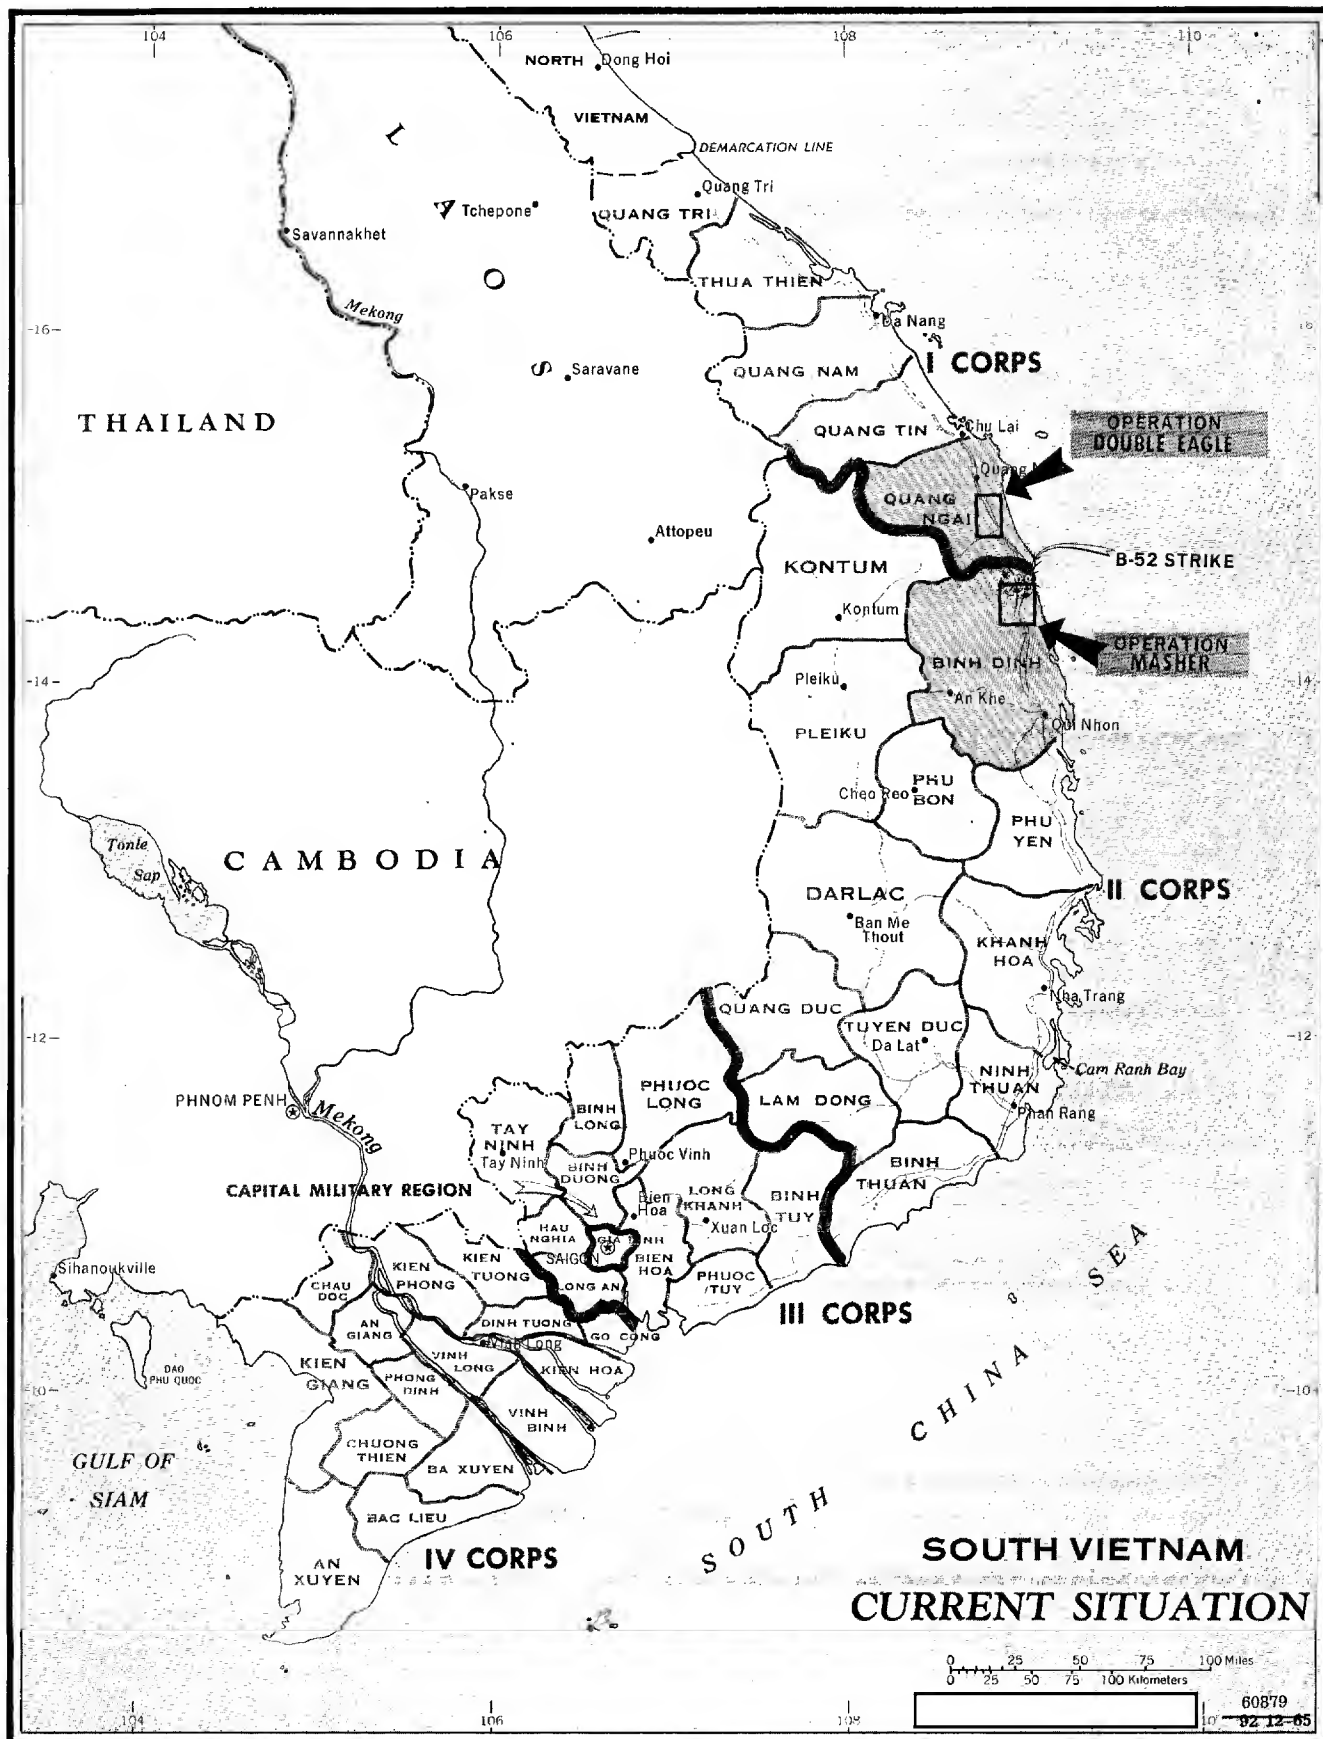 104
106
108
110
NORTH
Dong Hoi
VIETNAM
DEMARCATION LINE
L
A
O
S
Tchepone
Quang Tri
QUANG TRI
Savannakhet
THUA THIEN
Mekong
16
Da Nang
16
Saravane
QUANG NAM
I CORPS
THAILAND
QUANG TIN
Chu Lai
OPERATION
DOUBLE EAGLE
Pakse
QUANG
NGAI
Attopeu
KONTUM
B-52 STRIKE
Kontum
OPERATION
MASHER
BINH DINH
14
Pleiku
An Khe
14
PLEIKU
Qui Nhon
Cheo Reo
PHU
BON
PHU
YEN
Tonle
Sap
CAMBODIA
DARLAC
II CORPS
Ban Me
Thout
KHANH
HOA
Nha Trang
QUANG DUC
TUYEN DUC
Da Lat
12
12
NINH
THUAN
Cam Ranh Bay
PHUOC
LONG
LAM DONG
PHNOM PENH
Mekong
BINH
LONG
Phan Rang
TAY
NINH
Tay Ninh
Phuoc Vinh
BINH
DUONG
BINH
THUAN
CAPITAL MILITARY REGION
Bien
Hoa
LONG
KHANH
BINH
TUY
Xuan Loc
HAU
NGHIA
GIA DINH
SAIGON
BIEN
HOA
KIEN
TUONG
KIEN
PHONG
Sihanoukville
CHAU
DOC
LONG AN
PHUOC
TUY
III CORPS
SEA
AN
GIANG
DINH TUONG
GO CONG
Vinh Long
VINH
LONG
KIEN HOA
KIEN
GIANG
DAO
PHU QUOC
PHONG
DINH
10
10
VINH
BINH
CHINA
CHUONG
THIEN
BA XUYEN
GULF OF
SIAM
BAC LIEU
SOUTH
IV CORPS
AN
XUYEN
SOUTH VIETNAM
CURRENT SITUATION
0 25 50 75 100 Miles
0 25 50 75 100 Kilometers
60879
92 12-65
104
106
108